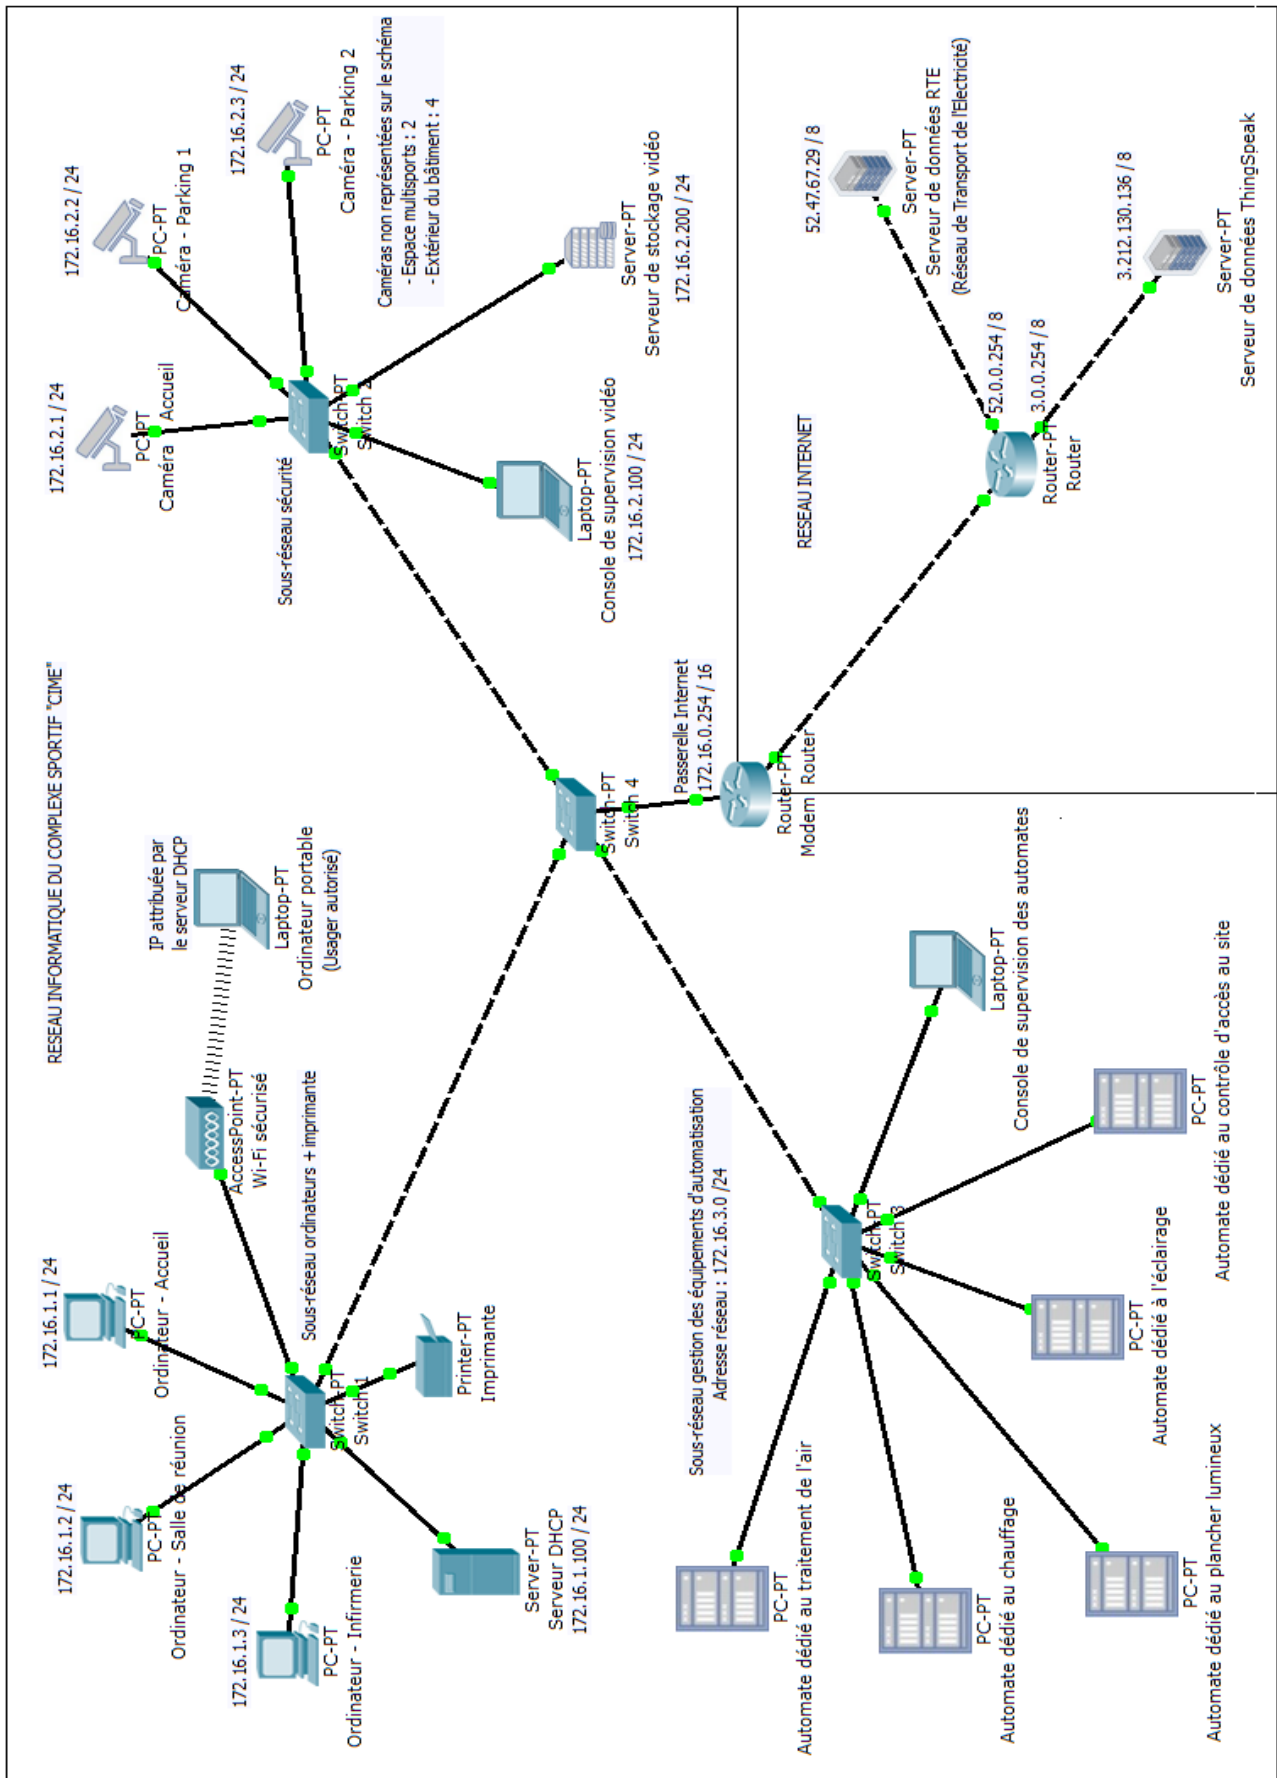 RESEAU INFORMATIQUE DU COMPLEXE SPORTIF "CIME"
172.16.1.3 / 24
PC-PT
Ordinateur - Infirmerie
172.16.1.2 / 24
PC-PT
Ordinateur - Salle de réunion
172.16.1.1 / 24
PC-PT
Ordinateur - Accueil
AccessPoint-PT
Wi-Fi sécurisé
IP attribuée par
le serveur DHCP
Laptop-PT
Ordinateur portable
(Usager autorisé)
Sous-réseau ordinateurs + imprimante
Switch-PT
Switch 1
Printer-PT
Imprimante
Server-PT
Serveur DHCP
172.16.1.100 / 24
172.16.2.1 / 24
PC-PT
Caméra - Accueil
172.16.2.2 / 24
PC-PT
Caméra - Parking 1
172.16.2.3 / 24
PC-PT
Caméra - Parking 2
Sous-réseau sécurité
Switch-PT
Switch 2
Caméras non représentées sur le schéma
- Espace multisports : 2
- Extérieur du bâtiment : 4
Laptop-PT
Console de supervision vidéo
172.16.2.100 / 24
Server-PT
Serveur de stockage vidéo
172.16.2.200 / 24
Switch-PT
Switch 4
Passerelle Internet
172.16.0.254 / 16
Router-PT
Modem Router
Sous-réseau gestion des équipements d'automatisation
Adresse réseau : 172.16.3.0 /24
PC-PT
Automate dédié au traitement de l'air
Switch-PT
Switch 3
PC-PT
Automate dédié au chauffage
Laptop-PT
Console de supervision des automates
PC-PT
Automate dédié à l'éclairage
PC-PT
Automate dédié au plancher lumineux
PC-PT
Automate dédié au contrôle d'accès au site
RESEAU INTERNET
52.47.67.29 / 8
Server-PT
Serveur de données RTE
(Réseau de Transport de l'Electricité)
52.0.0.254 / 8
3.0.0.254 / 8
Router-PT
Router
3.212.130.136 / 8
Server-PT
Serveur de données ThingSpeak